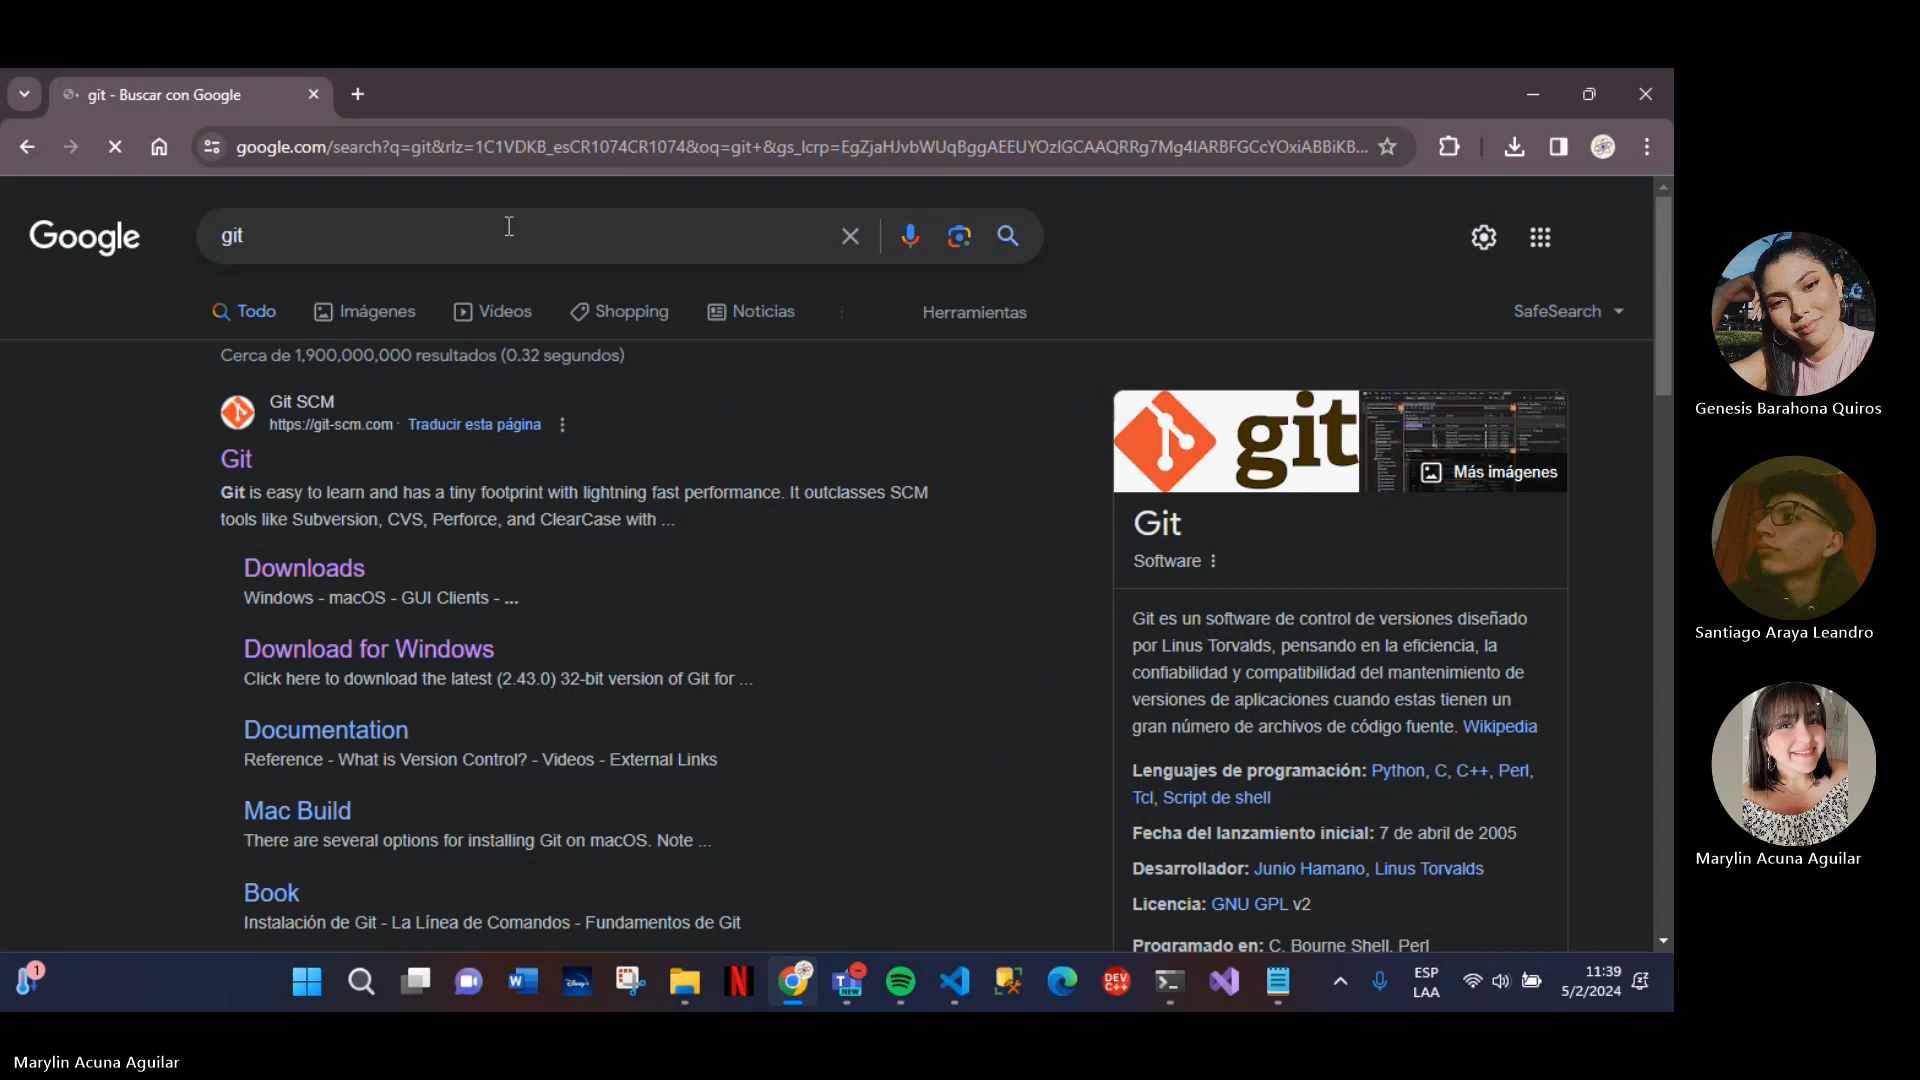 git - Buscar con Google
google.com/search?q=git&rlz=1C1VDKB_esCR1074CR1074&oq=git+&gs_lcrp=EgZjaHJvbWUqBggAEEUYOzIGCAAQRRg7Mg4IARBFGCcYOxiABBiKB...
Google
git
Todo
Imágenes
Videos
Shopping
Noticias
Herramientas
SafeSearch
Cerca de 1,900,000,000 resultados (0.32 segundos)
Git SCM
https://git-scm.com · Traducir esta página
Git
Git is easy to learn and has a tiny footprint with lightning fast performance. It outclasses SCM
tools like Subversion, CVS, Perforce, and ClearCase with ...
Downloads
Windows - macOS - GUI Clients - ...
Download for Windows
Click here to download the latest (2.43.0) 32-bit version of Git for ...
Documentation
Reference - What is Version Control? - Videos - External Links
Mac Build
There are several options for installing Git on macOS. Note ...
Book
Instalación de Git - La Línea de Comandos - Fundamentos de Git
git
Más imágenes
Git
Software
Git es un software de control de versiones diseñado
por Linus Torvalds, pensando en la eficiencia, la
confiabilidad y compatibilidad del mantenimiento de
versiones de aplicaciones cuando estas tienen un
gran número de archivos de código fuente. Wikipedia
Lenguajes de programación: Python, C, C++, Perl,
Tcl, Script de shell
Fecha del lanzamiento inicial: 7 de abril de 2005
Desarrollador: Junio Hamano, Linus Torvalds
Licencia: GNU GPL v2
Programado en: C, Bourne Shell, Perl
Genesis Barahona Quiros
Santiago Araya Leandro
Marylin Acuna Aguilar
1
W
Disney+
N
NEW
DEV
C++
ESP
LAA
11:39
5/2/2024
Marylin Acuna Aguilar